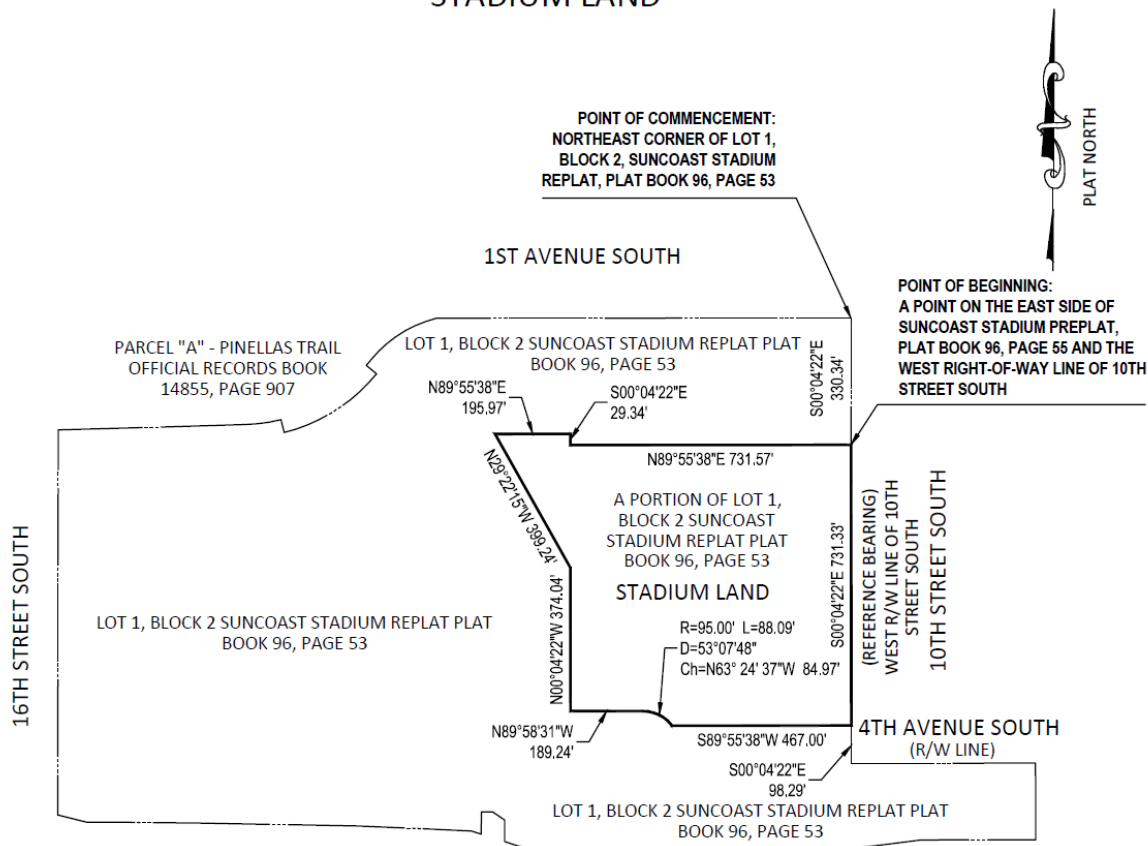 STADIUM LAND
POINT OF COMMENCEMENT:
NORTHEAST CORNER OF LOT 1,
BLOCK 2, SUNCOAST STADIUM
REPLAT, PLAT BOOK 96, PAGE 53
PLAT NORTH
1ST AVENUE SOUTH
POINT OF BEGINNING:
A POINT ON THE EAST SIDE OF
SUNCOAST STADIUM PREPLAT,
PLAT BOOK 96, PAGE 55 AND THE
WEST RIGHT-OF-WAY LINE OF 10TH
STREET SOUTH
PARCEL "A" - PINELLAS TRAIL
OFFICIAL RECORDS BOOK
14855, PAGE 907
LOT 1, BLOCK 2 SUNCOAST STADIUM REPLAT PLAT
BOOK 96, PAGE 53
S00°04'22"E
330.34'
N89°55'38"E
195.97'
S00°04'22"E
29.34'
N89°55'38"E 731.57'
N29°22'15"W 399.24'
A PORTION OF LOT 1,
BLOCK 2 SUNCOAST
STADIUM REPLAT PLAT
BOOK 96, PAGE 53
STADIUM LAND
S00°04'22"E 731.33'
(REFERENCE BEARING)
WEST R/W LINE OF 10TH
STREET SOUTH
10TH STREET SOUTH
16TH STREET SOUTH
LOT 1, BLOCK 2 SUNCOAST STADIUM REPLAT PLAT
BOOK 96, PAGE 53
N00°04'22"W 374.04'
R=95.00' L=88.09'
D=53°07'48"
Ch=N63° 24' 37"W 84.97'
N89°58'31"W
189.24'
S89°55'38"W 467.00'
4TH AVENUE SOUTH
(R/W LINE)
S00°04'22"E
98.29'
LOT 1, BLOCK 2 SUNCOAST STADIUM REPLAT PLAT
BOOK 96, PAGE 53